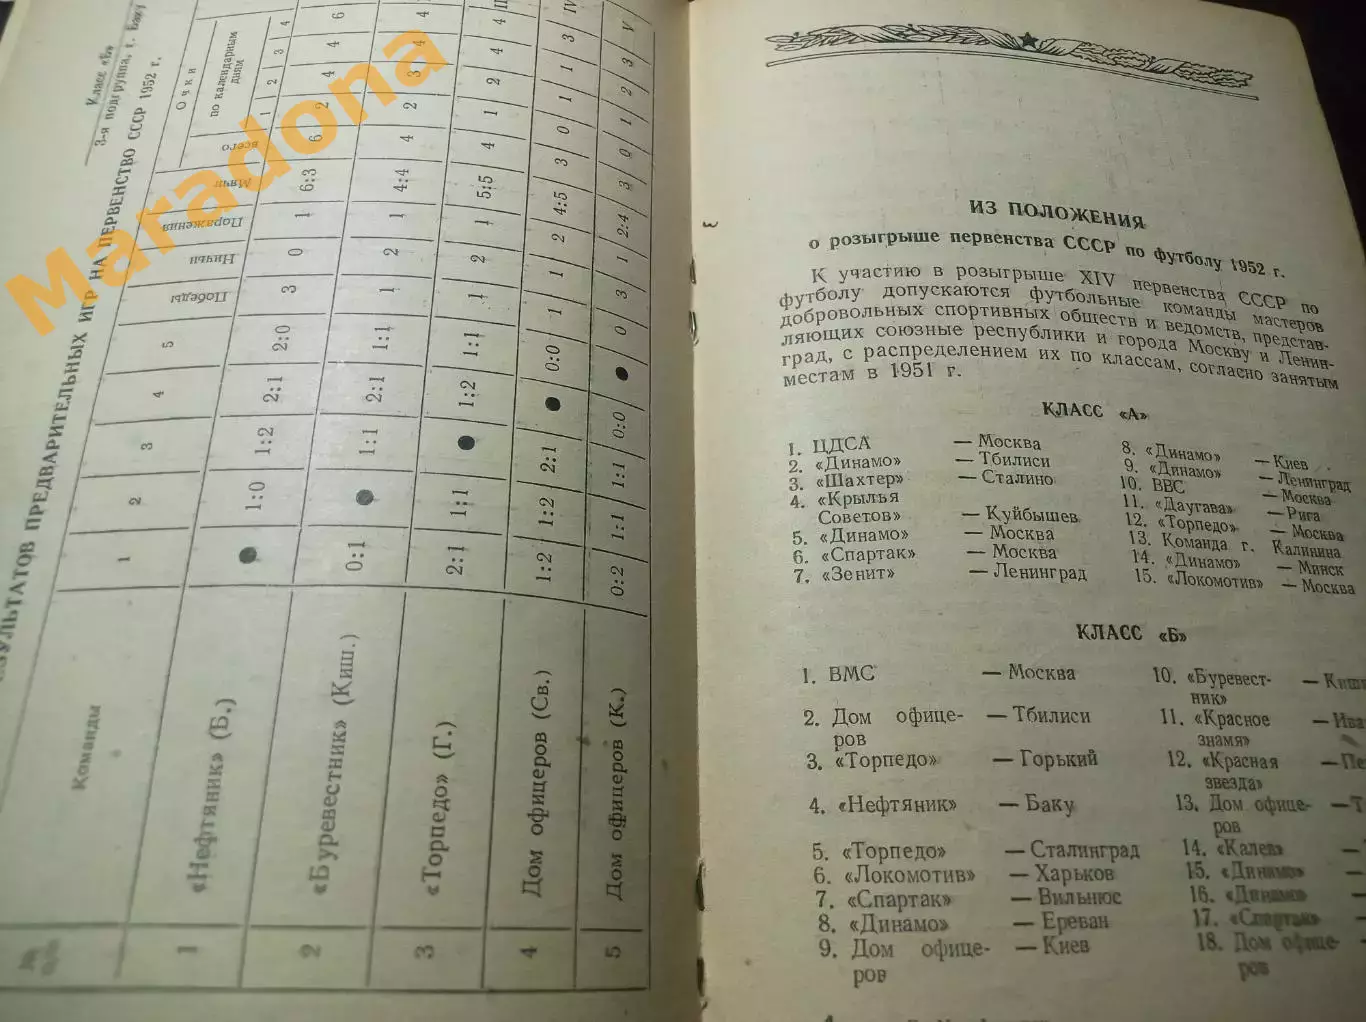 Класс «Б»
3-я подгруппа, г. Баку
ПРЕДВАРИТЕЛЬНЫХ ИГР НА ПЕРВЕНСТВО СССР 1952 г.
№ п/п
Команды
1 2 3 4 5
Победы
Ничьи
Поражения
Мячи
Очки
всего
по календарным дням
1 2 3 4
1 «Нефтяник» (Б.) ● 1:0 1:2 2:1 2:0 3 0 1 6:3 6 2 4 4 6
2 «Буревестник» (Киш.) 0:1 ● 1:1 2:1 1:1 1 2 1 4:4 4 2 3 4 4
3 «Торпедо» (Г.) 2:1 1:1 ● 1:2 1:1 1 2 1 5:5 4 1 2 4 4
4 Дом офицеров (Св.) 1:2 1:2 2:1 ● 0:0 1 1 2 4:5 3 0 1 1 3 IV
5 Дом офицеров (К.) 0:2 1:1 1:1 0:0 ● 0 3 1 2:4 3 0 1 2 3 V
Maradona
ИЗ ПОЛОЖЕНИЯ
о розыгрыше первенства СССР по футболу 1952 г.
К участию в розыгрыше XIV первенства СССР по
футболу допускаются футбольные команды мастеров
добровольных спортивных обществ и ведомств, представ-
ляющих союзные республики и города Москву и Ленин-
град, с распределением их по классам, согласно занятым
местам в 1951 г.
КЛАСС «А»
1. ЦДСА — Москва
2. «Динамо» — Тбилиси
3. «Шахтер» — Сталино
4. «Крылья
Советов» — Куйбышев
5. «Динамо» — Москва
6. «Спартак» — Москва
7. «Зенит» — Ленинград
8. «Динамо» — Киев
9. «Динамо» — Ленинград
10. ВВС — Москва
11. «Даугава» — Рига
12. «Торпедо» — Москва
13. Команда г. Калинина
14. «Динамо» — Минск
15. «Локомотив» — Москва
КЛАСС «Б»
1. ВМС — Москва
2. Дом офице-
ров — Тбилиси
3. «Торпедо» — Горький
4. «Нефтяник» — Баку
5. «Торпедо» — Сталинград
6. «Локомотив» — Харьков
7. «Спартак» — Вильнюс
8. «Динамо» — Ереван
9. Дом офице-
ров — Киев
10. «Буревест-
ник» — Киши
11. «Красное
знамя» — Ива
12. «Красная
звезда» — Пе
13. Дом офице-
ров — Т
14. «Калев» —
15. «Динамо» —
16. «Динамо» —
17. «Спартак» —
18. Дом офице-
ров —